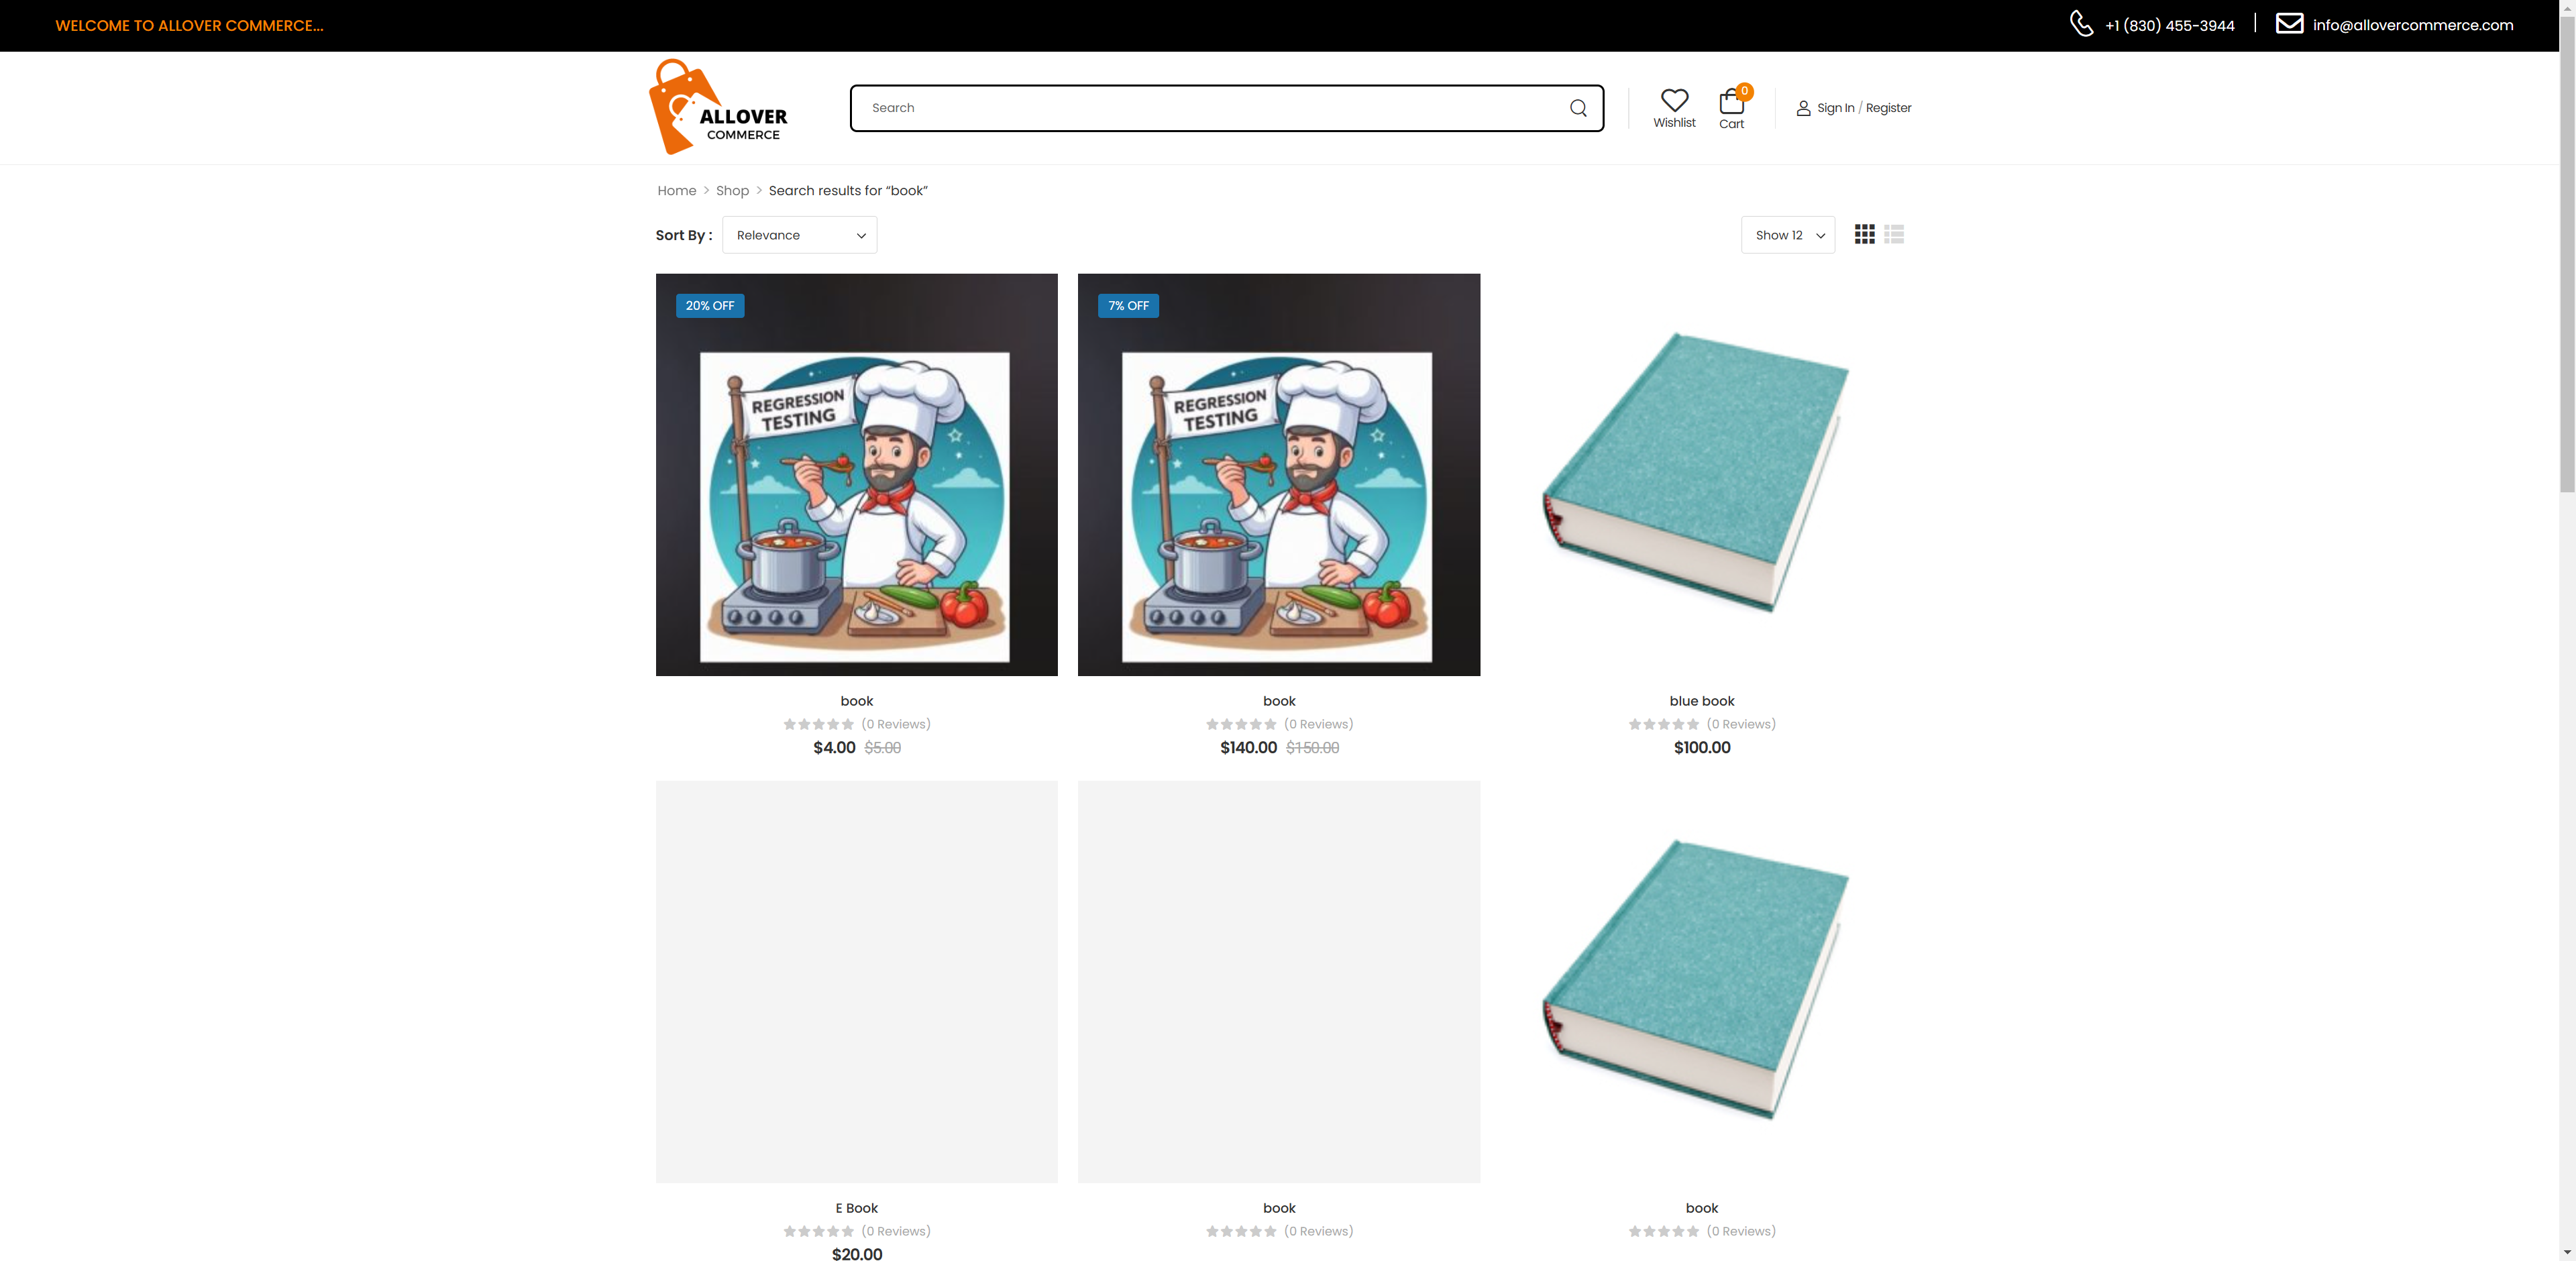 WELCOME TO ALLOVER COMMERCE...
+1 (830) 455-3944
info@allovercommerce.com
ALLOVER
COMMERCE
Search
Wishlist
0
Cart
Sign In / Register
Home > Shop > Search results for “book”
Sort By :
Relevance
Show 12
20% OFF
REGRESSION
TESTING
7% OFF
REGRESSION
TESTING
book
(0 Reviews)
$4.00 $5.00
book
(0 Reviews)
$140.00 $150.00
blue book
(0 Reviews)
$100.00
E Book
(0 Reviews)
$20.00
book
(0 Reviews)
book
(0 Reviews)